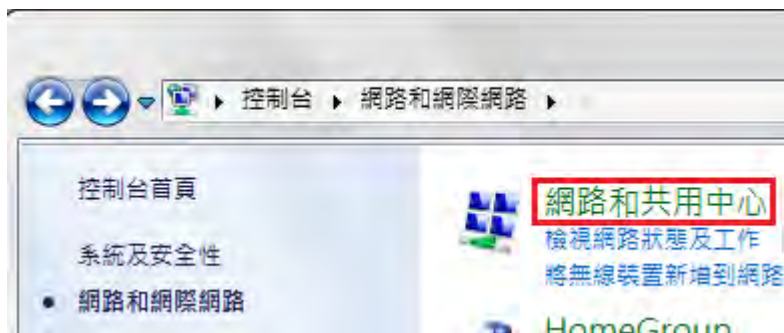 控制台 ▸ 網路和網際網路 ▸
控制台首頁
系統及安全性
• 網路和網際網路
網路和共用中心
檢視網路狀態及工作
將無線裝置新增到網路
HomeGroup